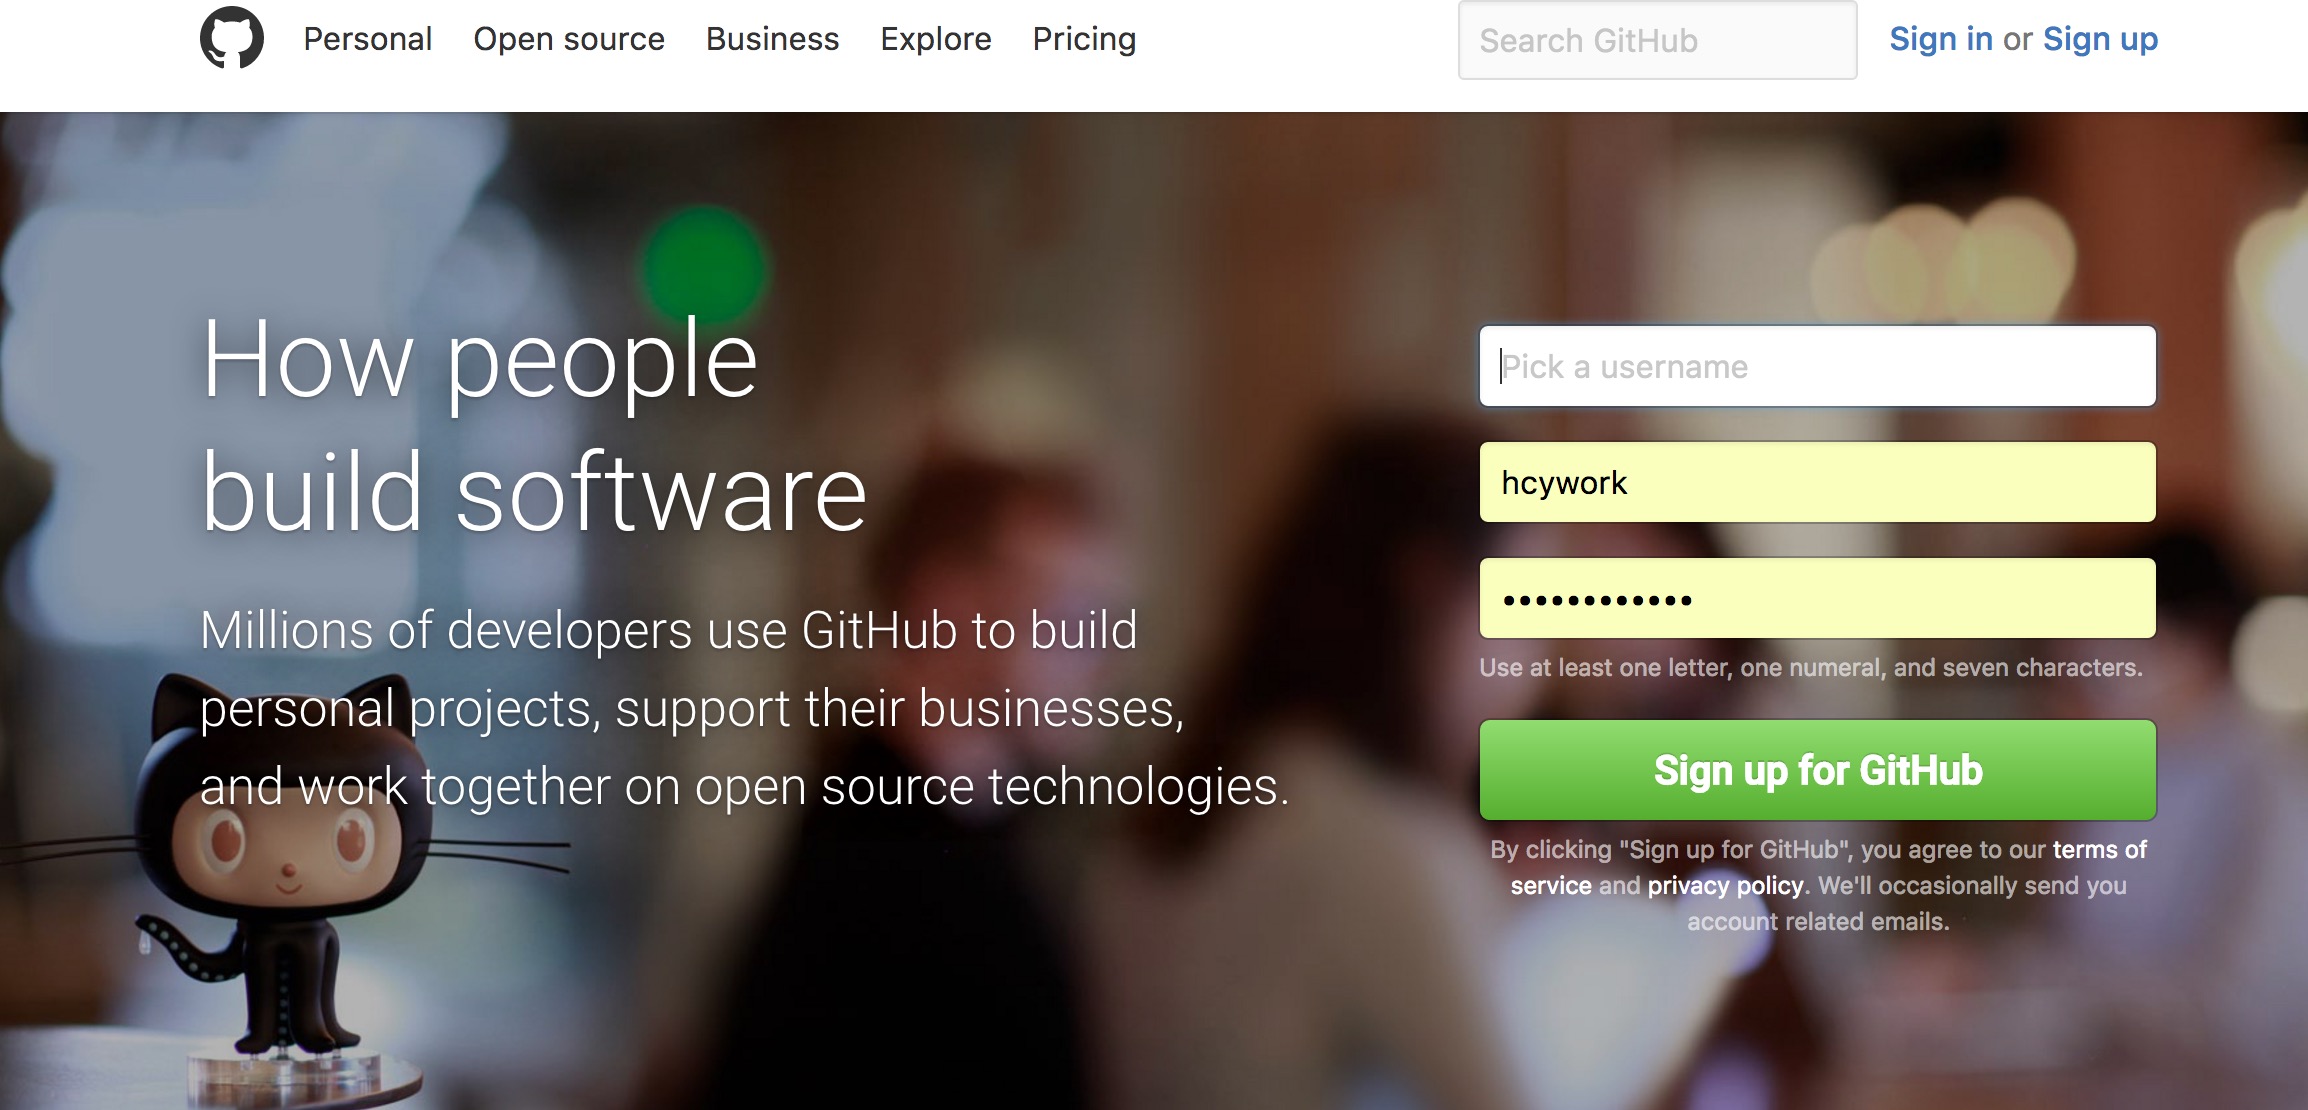 Personal Open source Business Explore Pricing Search GitHub Sign in or Sign up
How people
build software
Millions of developers use GitHub to build
personal projects, support their businesses,
and work together on open source technologies.
Pick a username
hcywork
••••••••••••
Use at least one letter, one numeral, and seven characters.
Sign up for GitHub
By clicking "Sign up for GitHub", you agree to our terms of
service and privacy policy. We'll occasionally send you
account related emails.